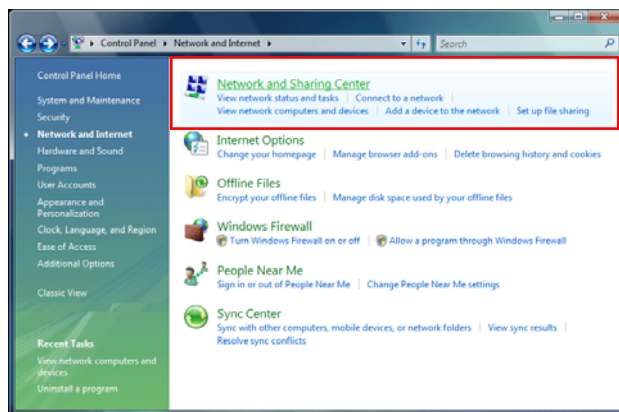 Control Panel ▸ Network and Internet ▸
Search
Control Panel Home
System and Maintenance
Security
Network and Internet
Hardware and Sound
Programs
User Accounts
Appearance and
Personalization
Clock, Language, and Region
Ease of Access
Additional Options
Classic View
Recent Tasks
View network computers and
devices
Uninstall a program
Network and Sharing Center
View network status and tasks | Connect to a network |
View network computers and devices | Add a device to the network | Set up file sharing
Internet Options
Change your homepage | Manage browser add-ons | Delete browsing history and cookies
Offline Files
Encrypt your offline files | Manage disk space used by your offline files
Windows Firewall
Turn Windows Firewall on or off | Allow a program through Windows Firewall
People Near Me
Sign in or out of People Near Me | Change People Near Me settings
Sync Center
Sync with other computers, mobile devices, or network folders | View sync results |
Resolve sync conflicts